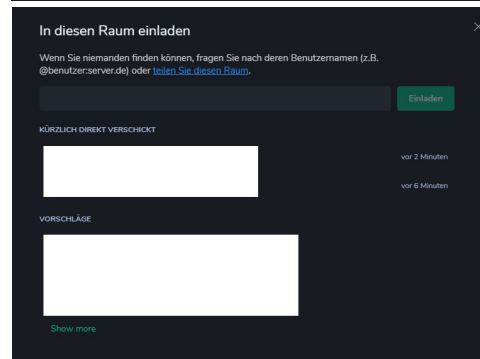 In diesen Raum einladen
Wenn Sie niemanden finden können, fragen Sie nach deren Benutzernamen (z.B.
@benutzer:server.de) oder teilen Sie diesen Raum.
Einladen
KÜRZLICH DIREKT VERSCHICKT
vor 2 Minuten
vor 6 Minuten
VORSCHLÄGE
Show more